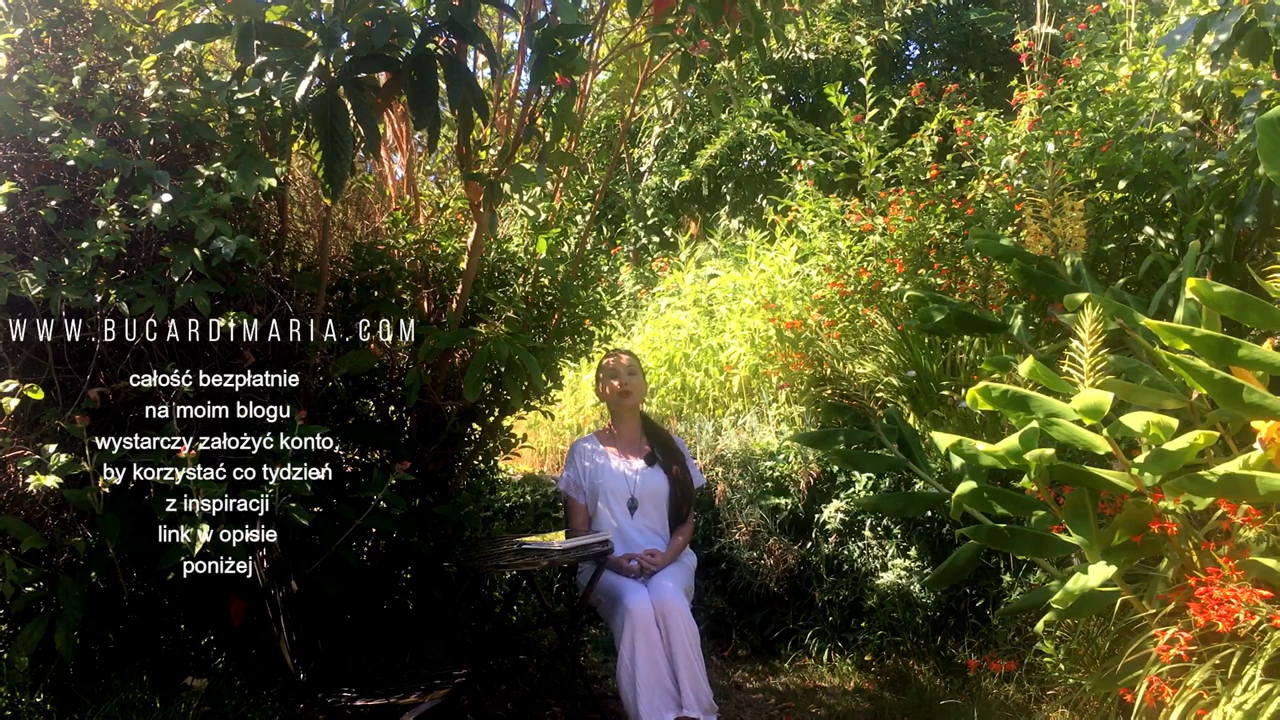 WWW.BUCARDIMARIA.COM
całość bezpłatnie
na moim blogu
wystarczy założyć konto,
by korzystać co tydzień
z inspiracji
link w opisie
poniżej